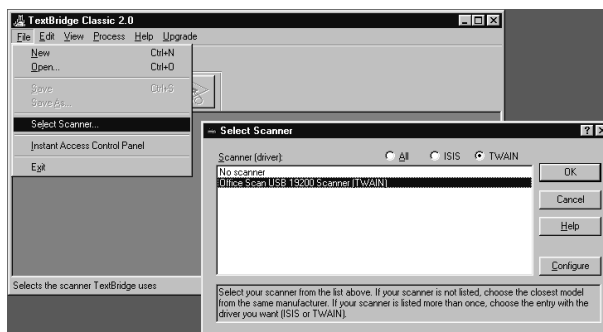 TextBridge Classic 2.0
File Edit View Process Help Upgrade
New Ctrl+N
Open... Ctrl+O
Save Ctrl+S
Save As...
Select Scanner...
Instant Access Control Panel
Exit
Selects the scanner TextBridge uses
Select Scanner
Scanner (driver): All ISIS TWAIN
No scanner
Office Scan USB 19200 Scanner (TWAIN)
OK
Cancel
Help
Configure
Select your scanner from the list above. If your scanner is not listed, choose the closest model
from the same manufacturer. If your scanner is listed more than once, choose the entry with the
driver you want (ISIS or TWAIN).